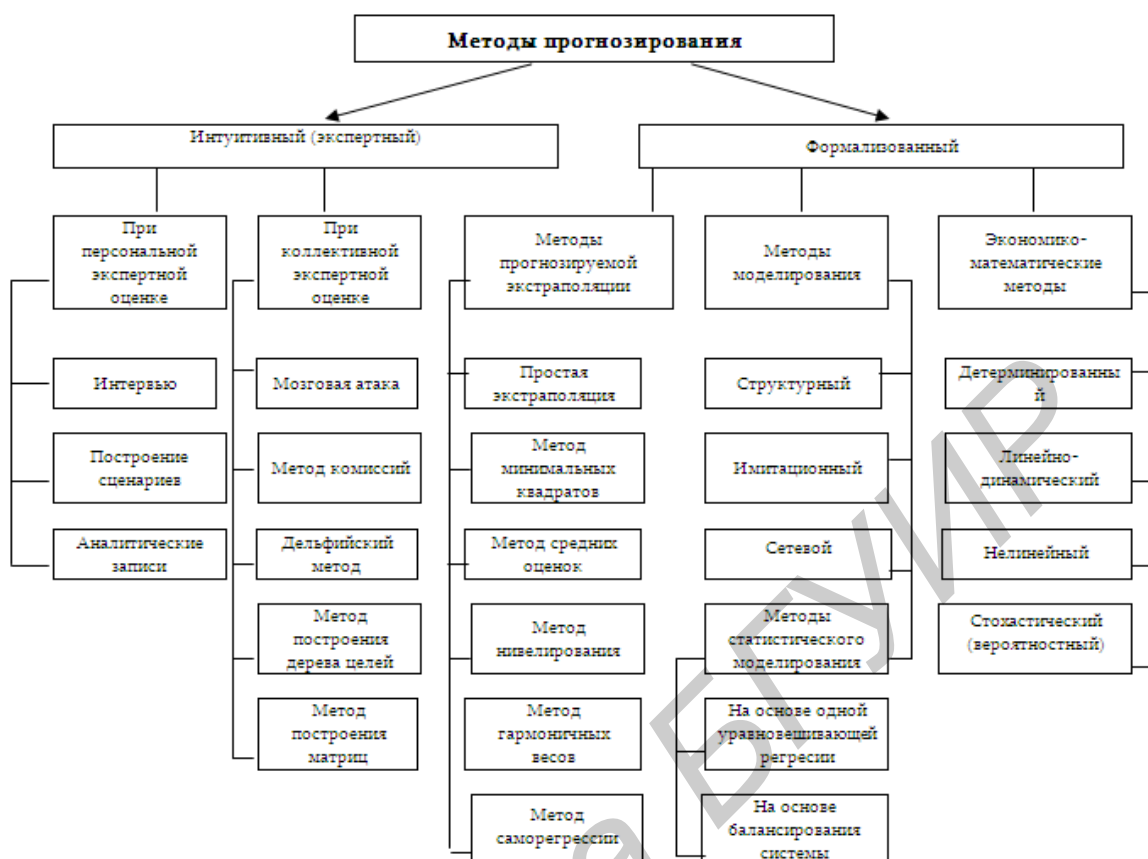 Методы прогнозирования
Интуитивный (экспертный)
Формализованный
При
персональной
экспертной
оценке
При
коллективной
экспертной
оценке
Методы
прогнозируемой
экстраполяции
Методы
моделирования
Экономико-
математические
методы
Интервью
Мозговая атака
Простая
экстраполяция
Структурный
Детерминированны
й
Построение
сценариев
Метод комиссий
Метод
минимальных
квадратов
Имитационный
Линейно-
динамический
Аналитические
записи
Дельфийский
метод
Метод средних
оценок
Сетевой
Нелинейный
Метод
построения
дерева целей
Метод
нивелирования
Методы
статистического
моделирования
Стохастический
(вероятностный)
Метод
построения
матриц
Метод
гармоничных
весов
На основе одной
уравновешивающей
регресии
Метод
саморегрессии
На основе
балансирования
системы
БГУИР